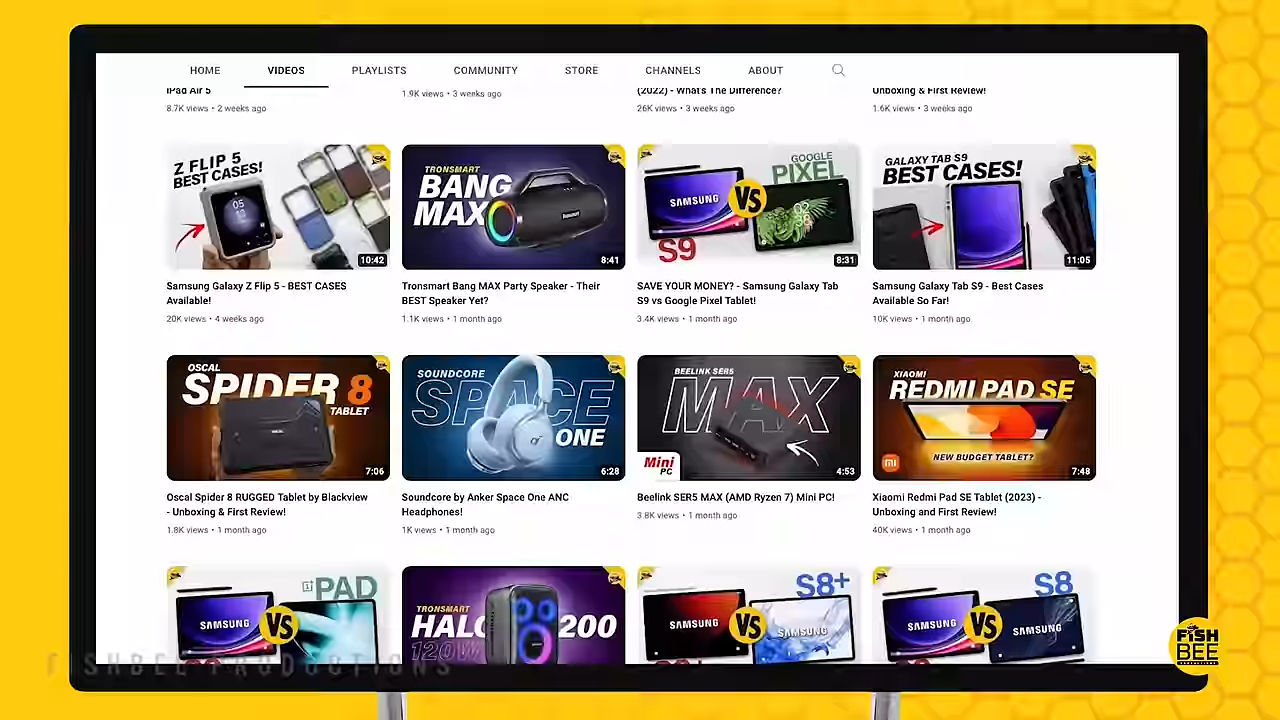 HOME VIDEOS PLAYLISTS COMMUNITY STORE CHANNELS ABOUT
iPad Air 5
8.7K views • 2 weeks ago
1.9K views • 3 weeks ago
(2022) - What's The Difference?
26K views • 3 weeks ago
Unboxing & First Review!
1.6K views • 3 weeks ago
Z FLIP 5
BEST CASES!
10:42
Samsung Galaxy Z Flip 5 - BEST CASES
Available!
20K views • 4 weeks ago
TRONSMART
BANG
MAX
8:41
Tronsmart Bang MAX Party Speaker - Their
BEST Speaker Yet?
1.1K views • 1 month ago
GOOGLE
PIXEL
SAMSUNG
VS
S9
8:31
SAVE YOUR MONEY? - Samsung Galaxy Tab
S9 vs Google Pixel Tablet!
3.4K views • 1 month ago
GALAXY TAB S9
BEST CASES!
11:05
Samsung Galaxy Tab S9 - Best Cases
Available So Far!
10K views • 1 month ago
OSCAL
SPIDER 8
TABLET
7:06
Oscal Spider 8 RUGGED Tablet by Blackview
- Unboxing & First Review!
1.8K views • 1 month ago
SOUNDCORE
SPACE
ONE
6:28
Soundcore by Anker Space One ANC
Headphones!
1K views • 1 month ago
BEELINK SER5
MAX
Mini
PC
4:53
Beelink SER5 MAX (AMD Ryzen 7) Mini PC!
3.8K views • 1 month ago
XIAOMI
REDMI PAD SE
NEW BUDGET TABLET?
mi
7:48
Xiaomi Redmi Pad SE Tablet (2023) -
Unboxing and First Review!
40K views • 1 month ago
PAD
SAMSUNG
VS
TRONSMART
HALO 200
120W
S8+
SAMSUNG
VS
SAMSUNG
S8
SAMSUNG
VS
SAMSUNG
FISHBEE PRODUCTIONS
FISH
BEE
PRODUCTIONS